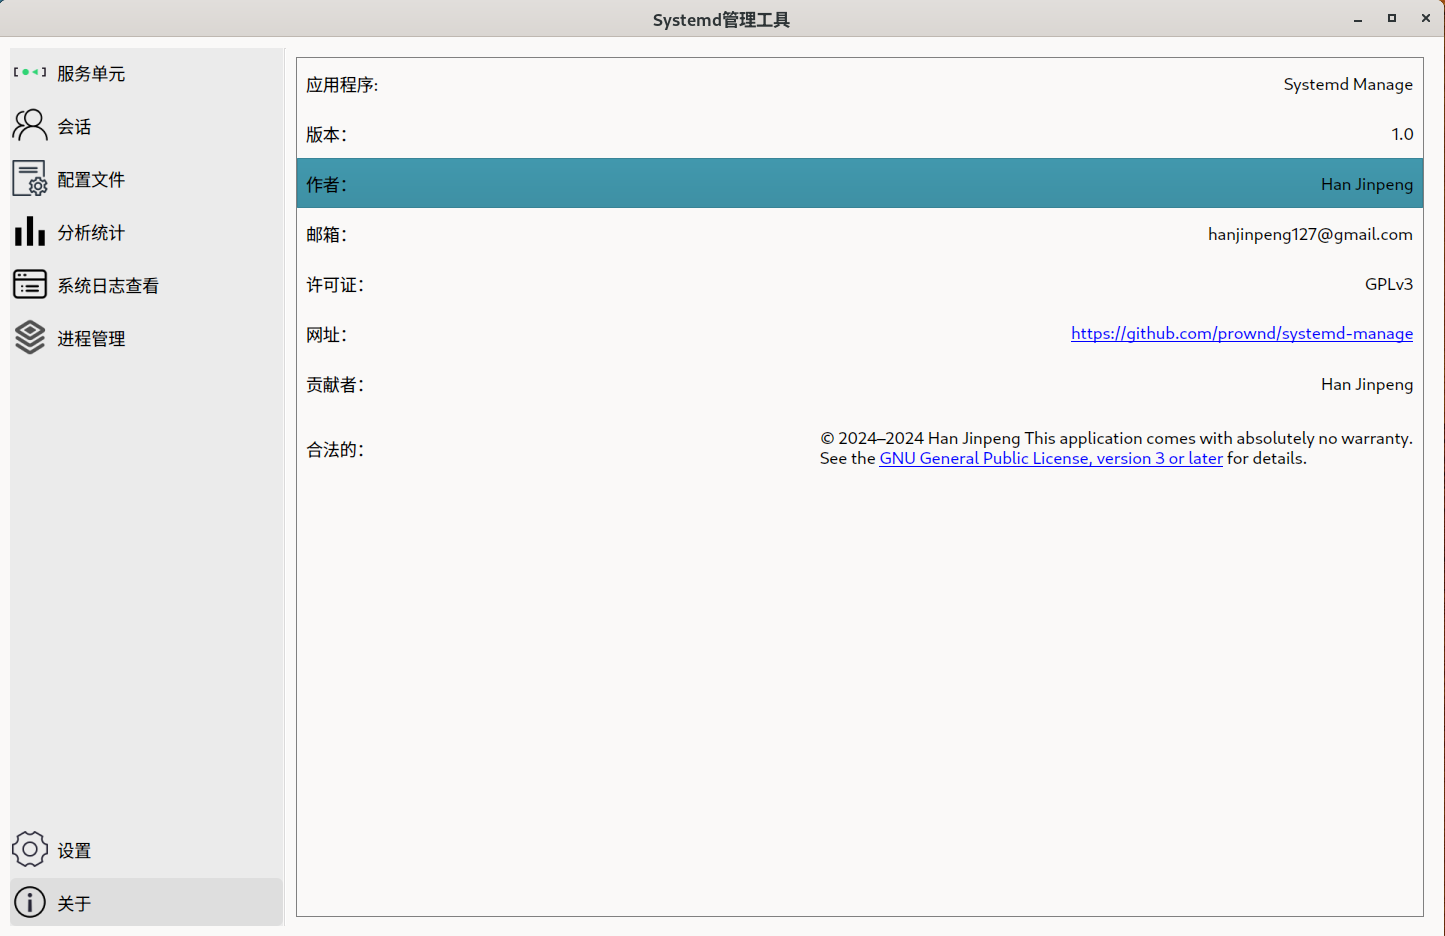 Systemd管理工具
服务单元
会话
配置文件
分析统计
系统日志查看
进程管理
设置
关于
应用程序: Systemd Manage
版本： 1.0
作者： Han Jinpeng
邮箱： hanjinpeng127@gmail.com
许可证： GPLv3
网址： https://github.com/prownd/systemd-manage
贡献者： Han Jinpeng
合法的： © 2024–2024 Han Jinpeng This application comes with absolutely no warranty.
See the GNU General Public License, version 3 or later for details.